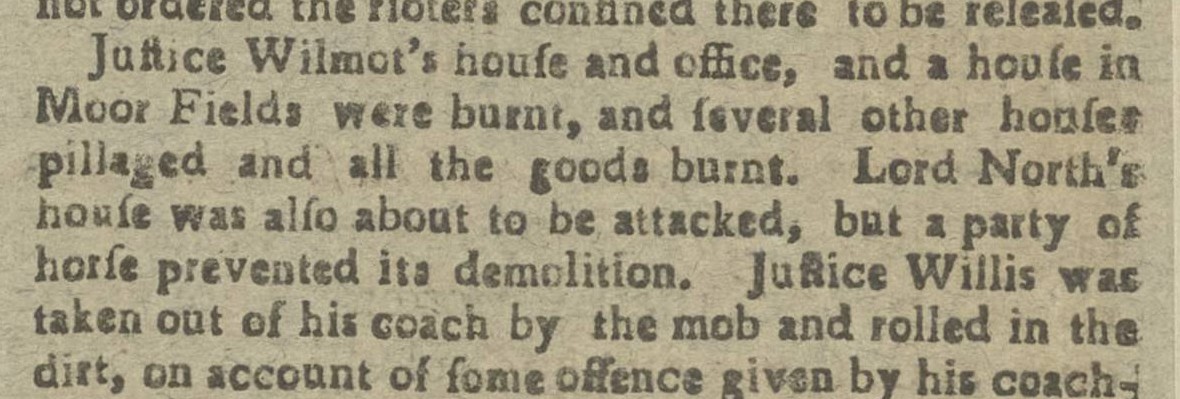 not ordered the rioters confined there to be releaſed.
Juſtice Wilmot's houſe and office, and a houſe in
Moor Fields were burnt, and ſeveral other houſes
pillaged and all the goods burnt. Lord North's
houſe was alſo about to be attacked, but a party of
horſe prevented its demolition. Juſtice Willis was
taken out of his coach by the mob and rolled in the
dirt, on account of ſome offence given by his coach-